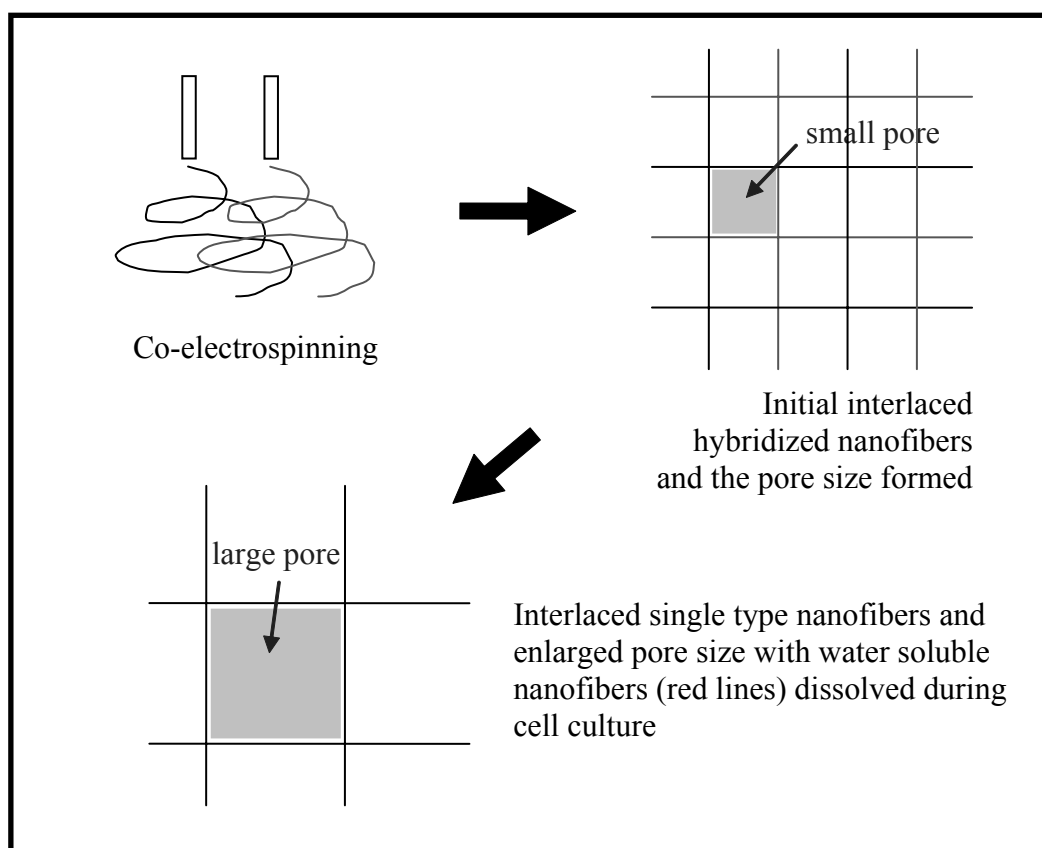 small pore
Co-electrospinning
Initial interlaced
hybridized nanofibers
and the pore size formed
large pore
Interlaced single type nanofibers and
enlarged pore size with water soluble
nanofibers (red lines) dissolved during
cell culture